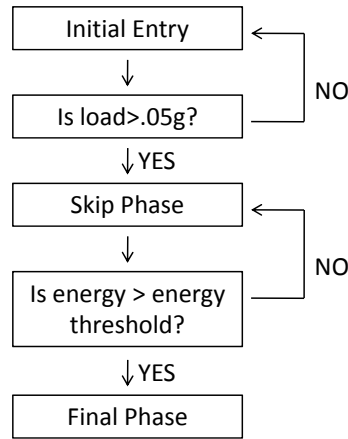 Initial Entry
NO
Is load>.05g?
YES
Skip Phase
NO
Is energy > energy
threshold?
YES
Final Phase